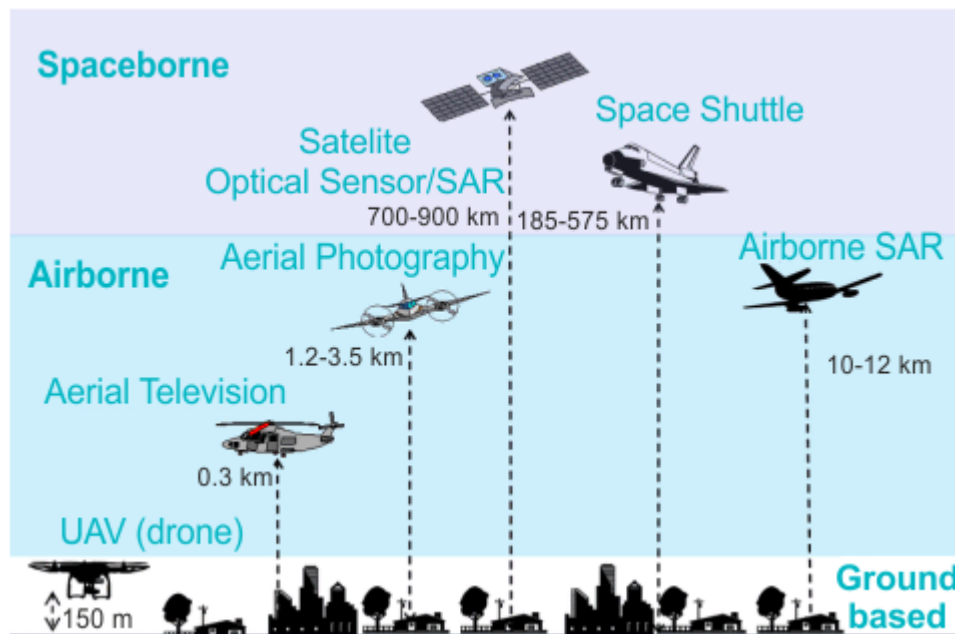 Spaceborne
Satelite
Optical Sensor/SAR
700-900 km
Space Shuttle
185-575 km
Airborne
Aerial Photography
1.2-3.5 km
Airborne SAR
10-12 km
Aerial Television
0.3 km
UAV (drone)
150 m
Ground
based